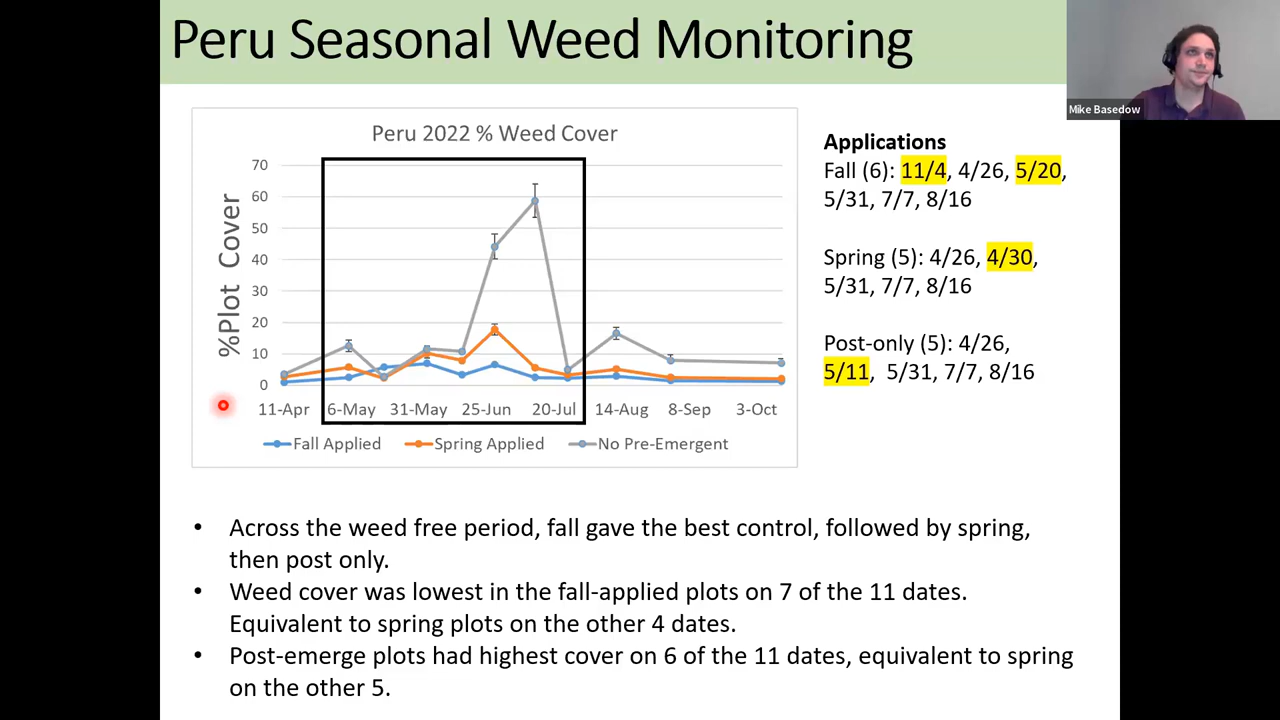 Peru Seasonal Weed Monitoring
Mike Basedow
Peru 2022 % Weed Cover
%Plot Cover
70
60
50
40
30
20
10
0
11-Apr 6-May 31-May 25-Jun 20-Jul 14-Aug 8-Sep 3-Oct
Fall Applied Spring Applied No Pre-Emergent
Applications
Fall (6): 11/4, 4/26, 5/20,
5/31, 7/7, 8/16
Spring (5): 4/26, 4/30,
5/31, 7/7, 8/16
Post-only (5): 4/26,
5/11, 5/31, 7/7, 8/16
• Across the weed free period, fall gave the best control, followed by spring,
then post only.
• Weed cover was lowest in the fall-applied plots on 7 of the 11 dates.
Equivalent to spring plots on the other 4 dates.
• Post-emerge plots had highest cover on 6 of the 11 dates, equivalent to spring
on the other 5.